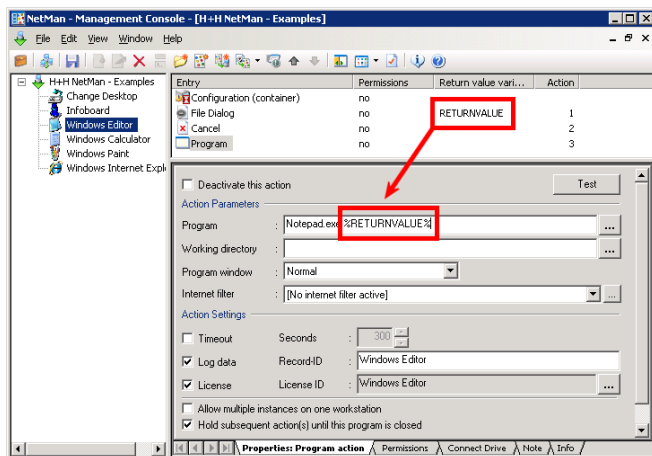 NetMan - Management Console - [H+H NetMan - Examples]
File Edit View Window Help
H+H NetMan - Examples
Change Desktop
Infoboard
Windows Editor
Windows Calculator
Windows Paint
Windows Internet Expl
Entry Permissions Return value vari... Action
Configuration (container) no
File Dialog no RETURNVALUE 1
Cancel no 2
Program no 3
Deactivate this action Test
Action Parameters
Program : Notepad.exe %RETURNVALUE% ...
Working directory : ...
Program window : Normal
Internet filter : [No internet filter active] ...
Action Settings
Timeout Seconds : 300
Log data Record-ID : Windows Editor
License License ID : Windows Editor ...
Allow multiple instances on one workstation
Hold subsequent action(s) until this program is closed
Properties: Program action Permissions Connect Drive Note Info